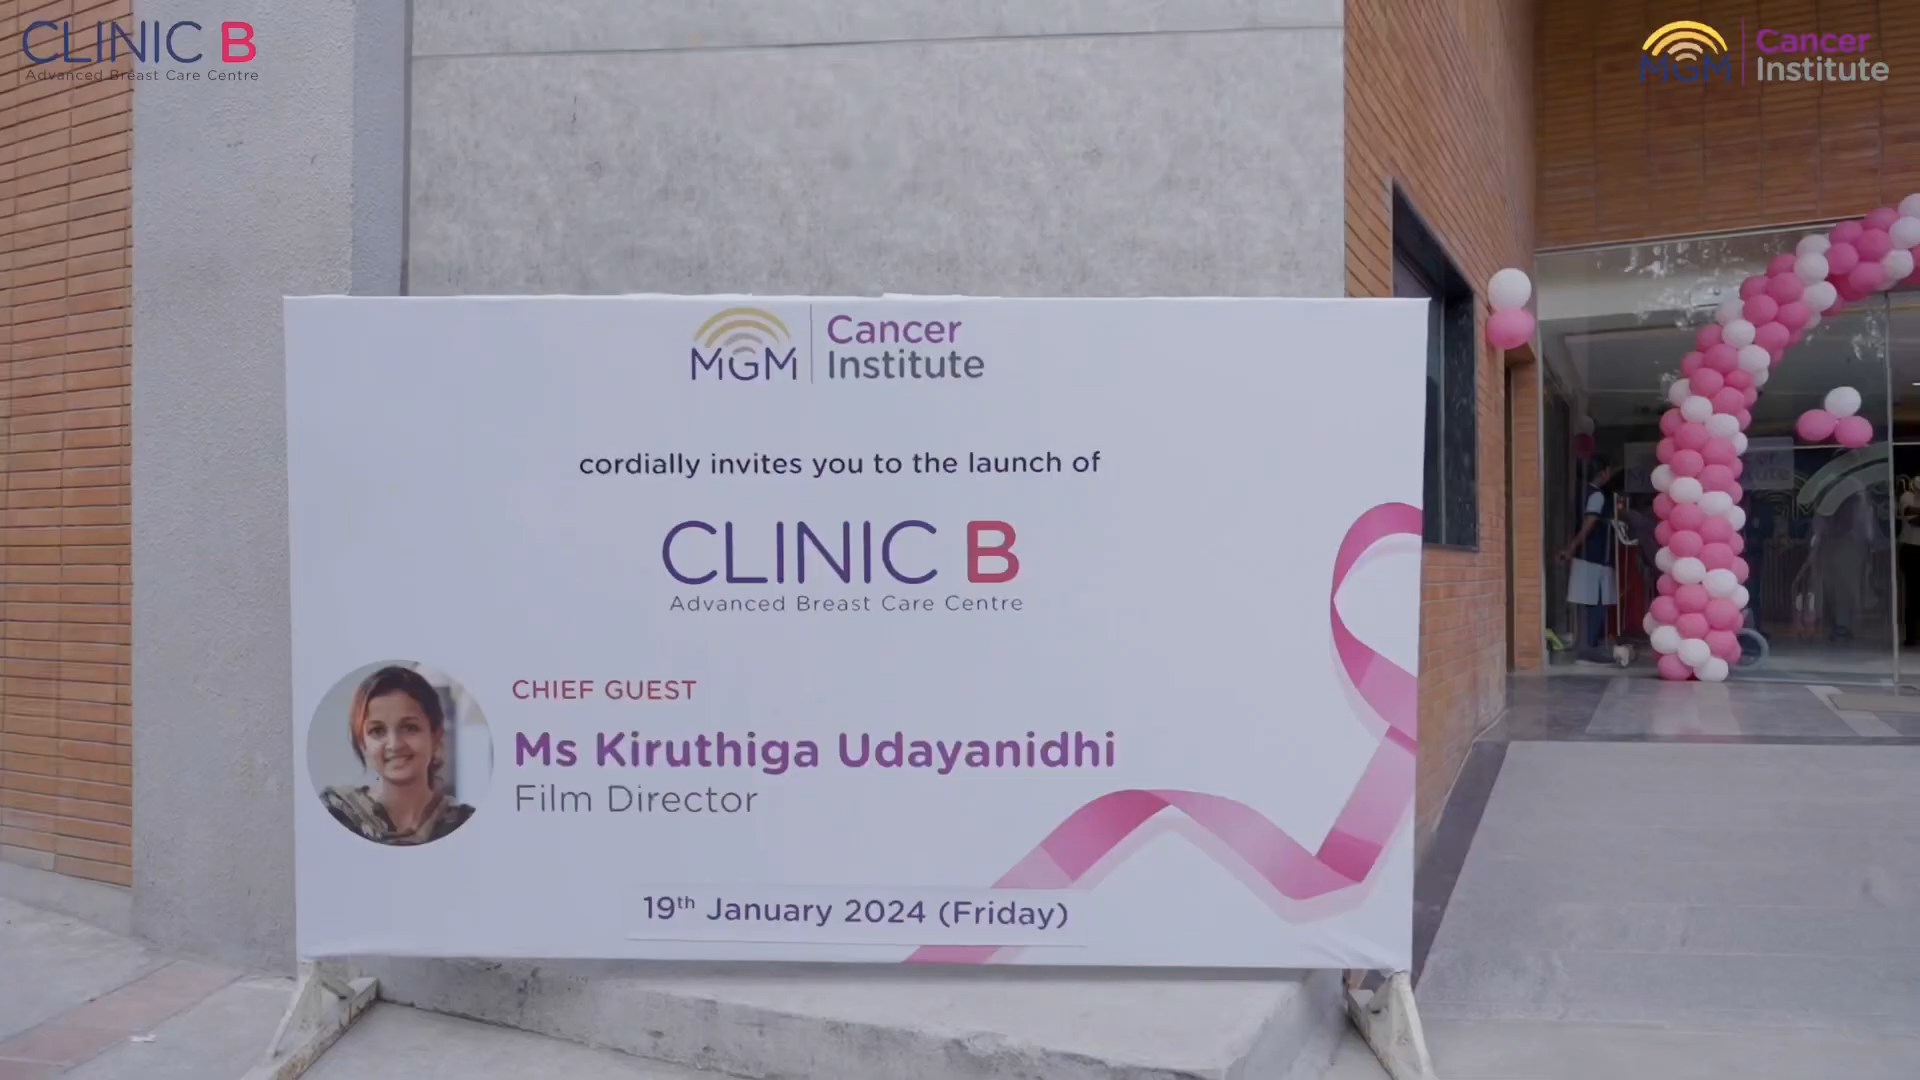 CLINIC B
Advanced Breast Care Centre
MGM
Cancer
Institute
MGM
Cancer
Institute
cordially invites you to the launch of
CLINIC B
Advanced Breast Care Centre
CHIEF GUEST
Ms Kiruthiga Udayanidhi
Film Director
19th January 2024 (Friday)